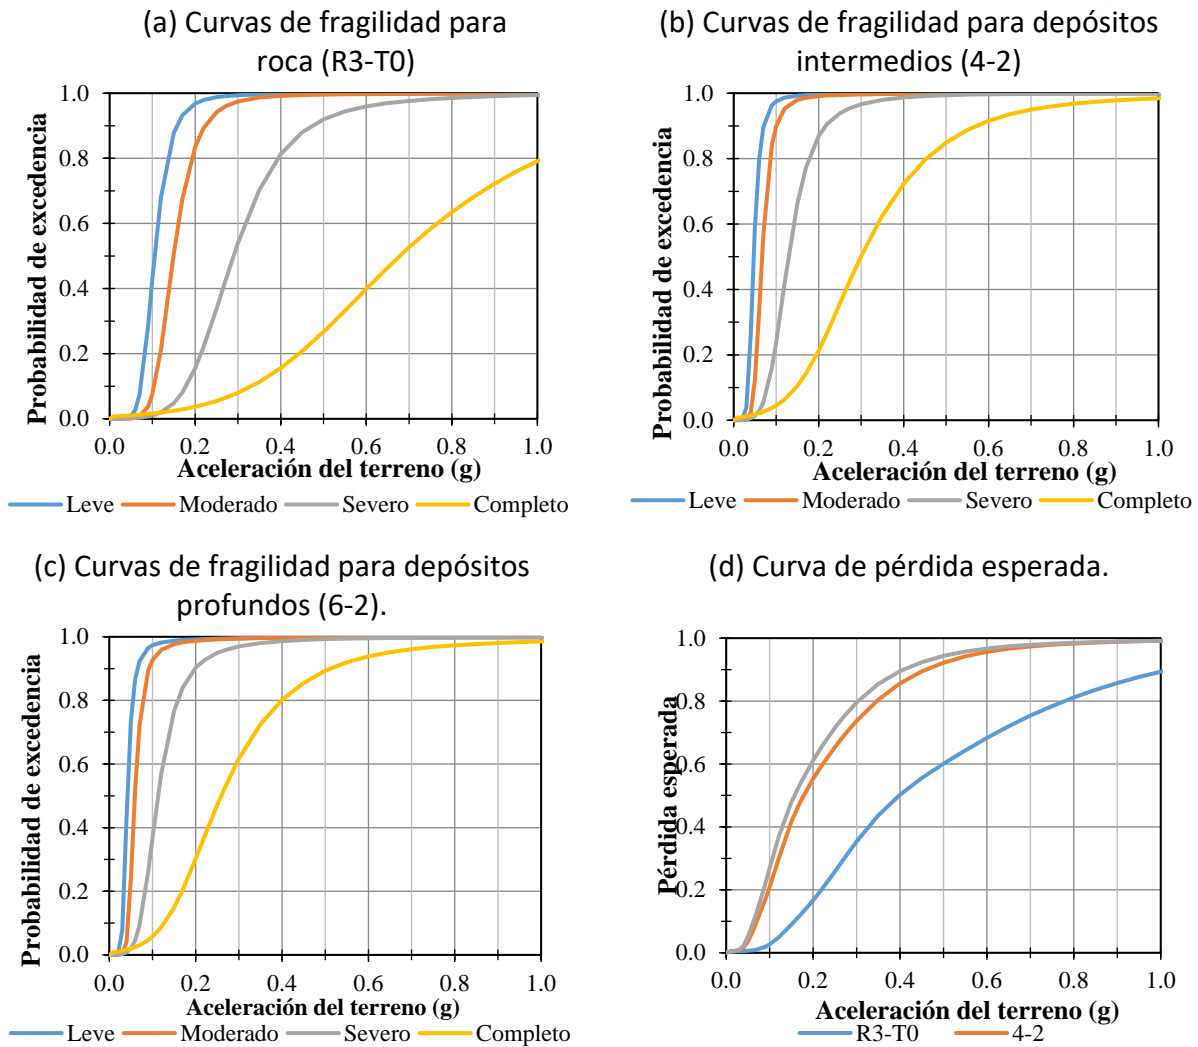 (a) Curvas de fragilidad para
roca (R3-T0)
Probabilidad de excedencia
1.0
0.8
0.6
0.4
0.2
0.0
0.0 0.2 0.4 0.6 0.8 1.0
Aceleración del terreno (g)
Leve Moderado Severo Completo
(b) Curvas de fragilidad para depósitos
intermedios (4-2)
Probabilidad de excedencia
1.0
0.8
0.6
0.4
0.2
0.0
0.0 0.2 0.4 0.6 0.8 1.0
Aceleración del terreno (g)
Leve Moderado Severo Completo
(c) Curvas de fragilidad para depósitos
profundos (6-2).
Probabilidad de excedencia
1.0
0.8
0.6
0.4
0.2
0.0
0.0 0.2 0.4 0.6 0.8 1.0
Aceleración del terreno (g)
Leve Moderado Severo Completo
(d) Curva de pérdida esperada.
Pérdida esperada
1.0
0.8
0.6
0.4
0.2
0.0
0.0 0.2 0.4 0.6 0.8 1.0
Aceleración del terreno (g)
R3-T0 4-2